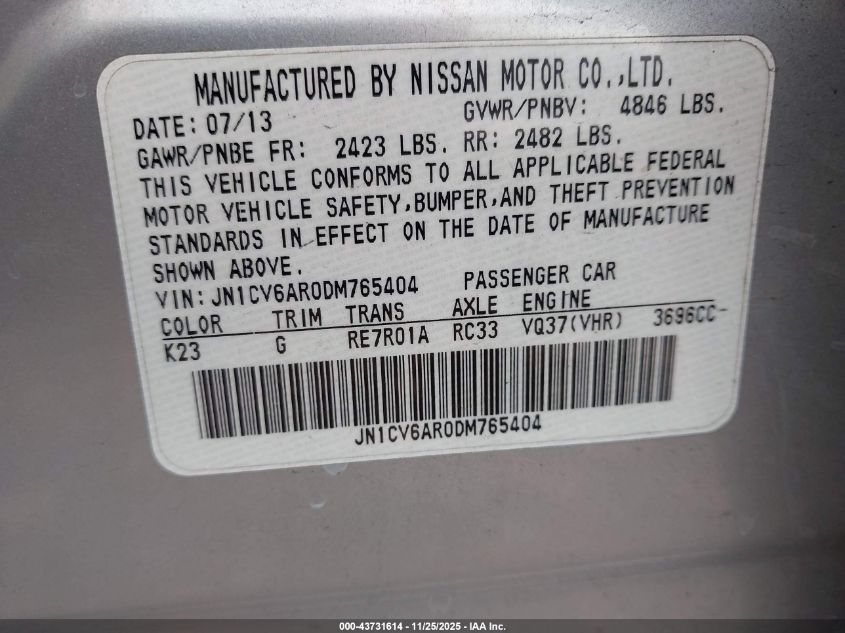 MANUFACTURED BY NISSAN MOTOR CO.,LTD.
DATE: 07/13 GVWR/PNBV: 4846 LBS.
GAWR/PNBE FR: 2423 LBS. RR: 2482 LBS.
THIS VEHICLE CONFORMS TO ALL APPLICABLE FEDERAL
MOTOR VEHICLE SAFETY,BUMPER,AND THEFT PREVENTION
STANDARDS IN EFFECT ON THE DATE OF MANUFACTURE
SHOWN ABOVE.
VIN: JN1CV6AR0DM765404 PASSENGER CAR
COLOR TRIM TRANS AXLE ENGINE
K23 G RE7R01A RC33 VQ37(VHR) 3696CC-
JN1CV6AR0DM765404
000-43731614 - 11/25/2025 - IAA Inc.